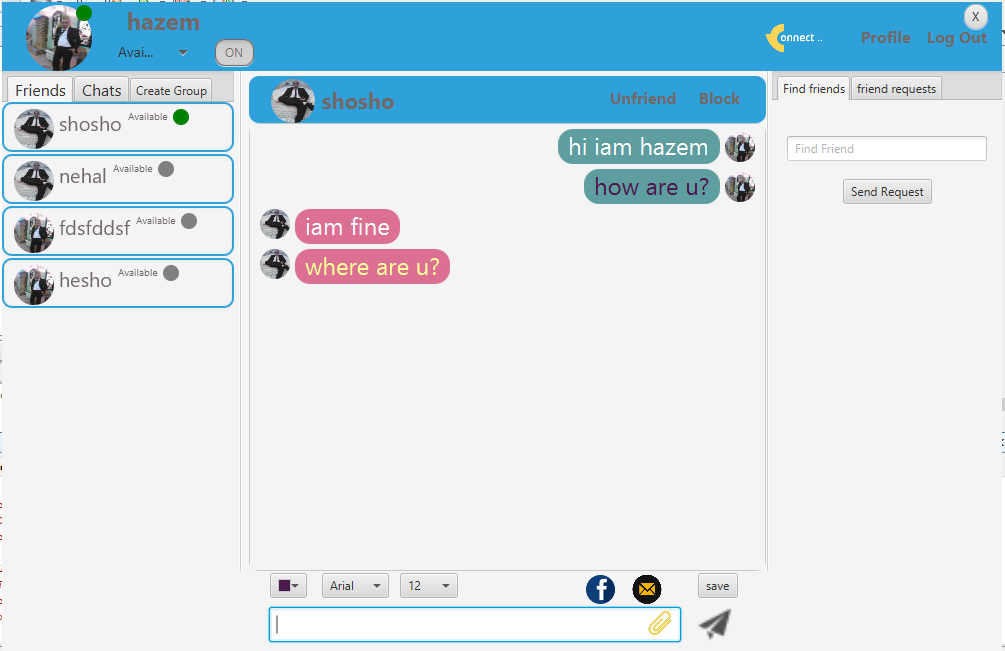 hazem
X
Avai...
ON
onnect ..
Profile
Log Out
Friends
Chats
Create Group
shosho
Available
nehal
Available
fdsfddsf
Available
hesho
Available
shosho
Unfriend
Block
hi iam hazem
how are u?
iam fine
where are u?
Arial
12
f
save
Find friends
friend requests
Find Friend
Send Request